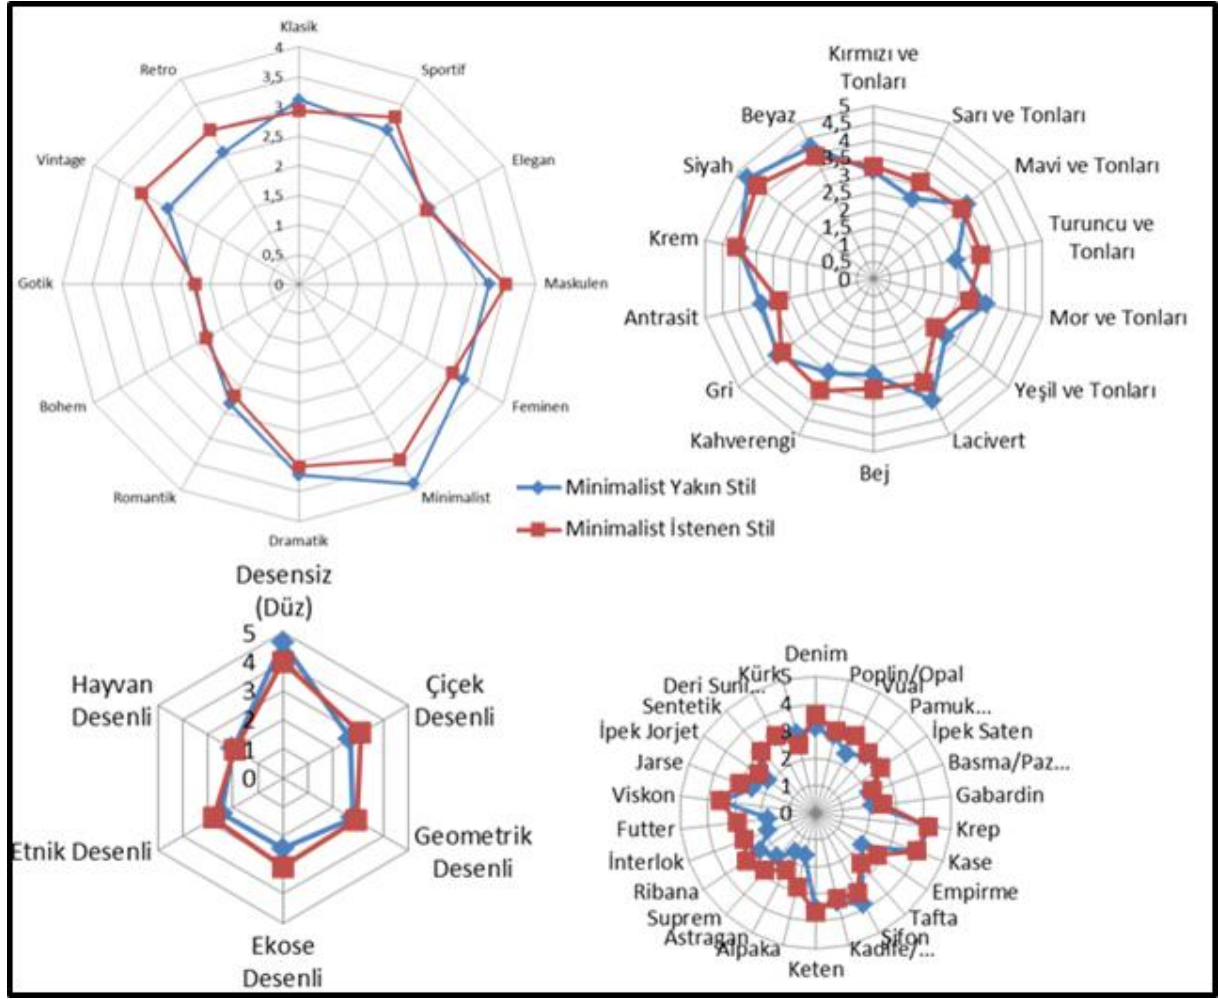 Klasik
4
3,5
3
2,5
2
1,5
1
0,5
0
Sportif
Elegan
Maskulen
Feminen
Minimalist
Dramatik
Romantik
Bohem
Gotik
Vintage
Retro
Kırmızı ve
Tonları
5
4,5
4
3,5
3
2,5
2
1,5
1
0,5
0
Sarı ve Tonları
Mavi ve Tonları
Turuncu ve
Tonları
Mor ve Tonları
Yeşil ve Tonları
Lacivert
Bej
Kahverengi
Gri
Antrasit
Krem
Siyah
Beyaz
Minimalist Yakın Stil
Minimalist İstenen Stil
Desensiz
(Düz)
5
4
3
2
1
0
Çiçek
Desenli
Geometrik
Desenli
Ekose
Desenli
Etnik Desenli
Hayvan
Desenli
Denim
5
4
3
2
1
0
Poplin/Opal
Vual
Pamuk...
İpek Saten
Basma/Paz...
Gabardin
Krep
Kase
Empirme
Tafta
Şifon
Kadife/...
Keten
Alpaka
Astragan
Suprem
Ribana
İnterlok
Futter
Viskon
Jarse
İpek Jorjet
Sentetik
Deri Suni...
Kürk